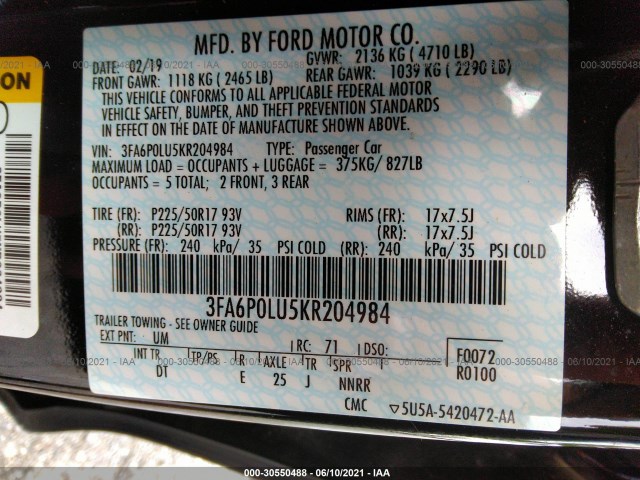 000-30550488 - 06/10/2021 - IAA
MFD. BY FORD MOTOR CO.
DATE: 02/19 GVWR: 2136 KG ( 4710 LB)
FRONT GAWR: 1118 KG ( 2465 LB) REAR GAWR: 1039 KG ( 2290 LB)
THIS VEHICLE CONFORMS TO ALL APPLICABLE FEDERAL MOTOR
VEHICLE SAFETY, BUMPER, AND THEFT PREVENTION STANDARDS
IN EFFECT ON THE DATE OF MANUFACTURE SHOWN ABOVE.
VIN: 3FA6P0LU5KR204984 TYPE: Passenger Car
MAXIMUM LOAD = OCCUPANTS + LUGGAGE = 375KG/ 827LB
OCCUPANTS = 5 TOTAL; 2 FRONT, 3 REAR
TIRE (FR): P225/50R17 93V RIMS (FR): 17x7.5J
(RR): P225/50R17 93V (RR): 17x7.5J
PRESSURE (FR): 240 kPa/ 35 PSI COLD (RR): 240 kPa/ 35 PSI COLD
3FA6P0LU5KR204984
TRAILER TOWING - SEE OWNER GUIDE
EXT PNT: UM RC: 71 DSO:
INT TR TP/PS R AXLE TR SPR
DT E 25 J NNRR
F0072
R0100
CMC 5U5A-5420472-AA
000-30550488 - 06/10/2021 - IAA